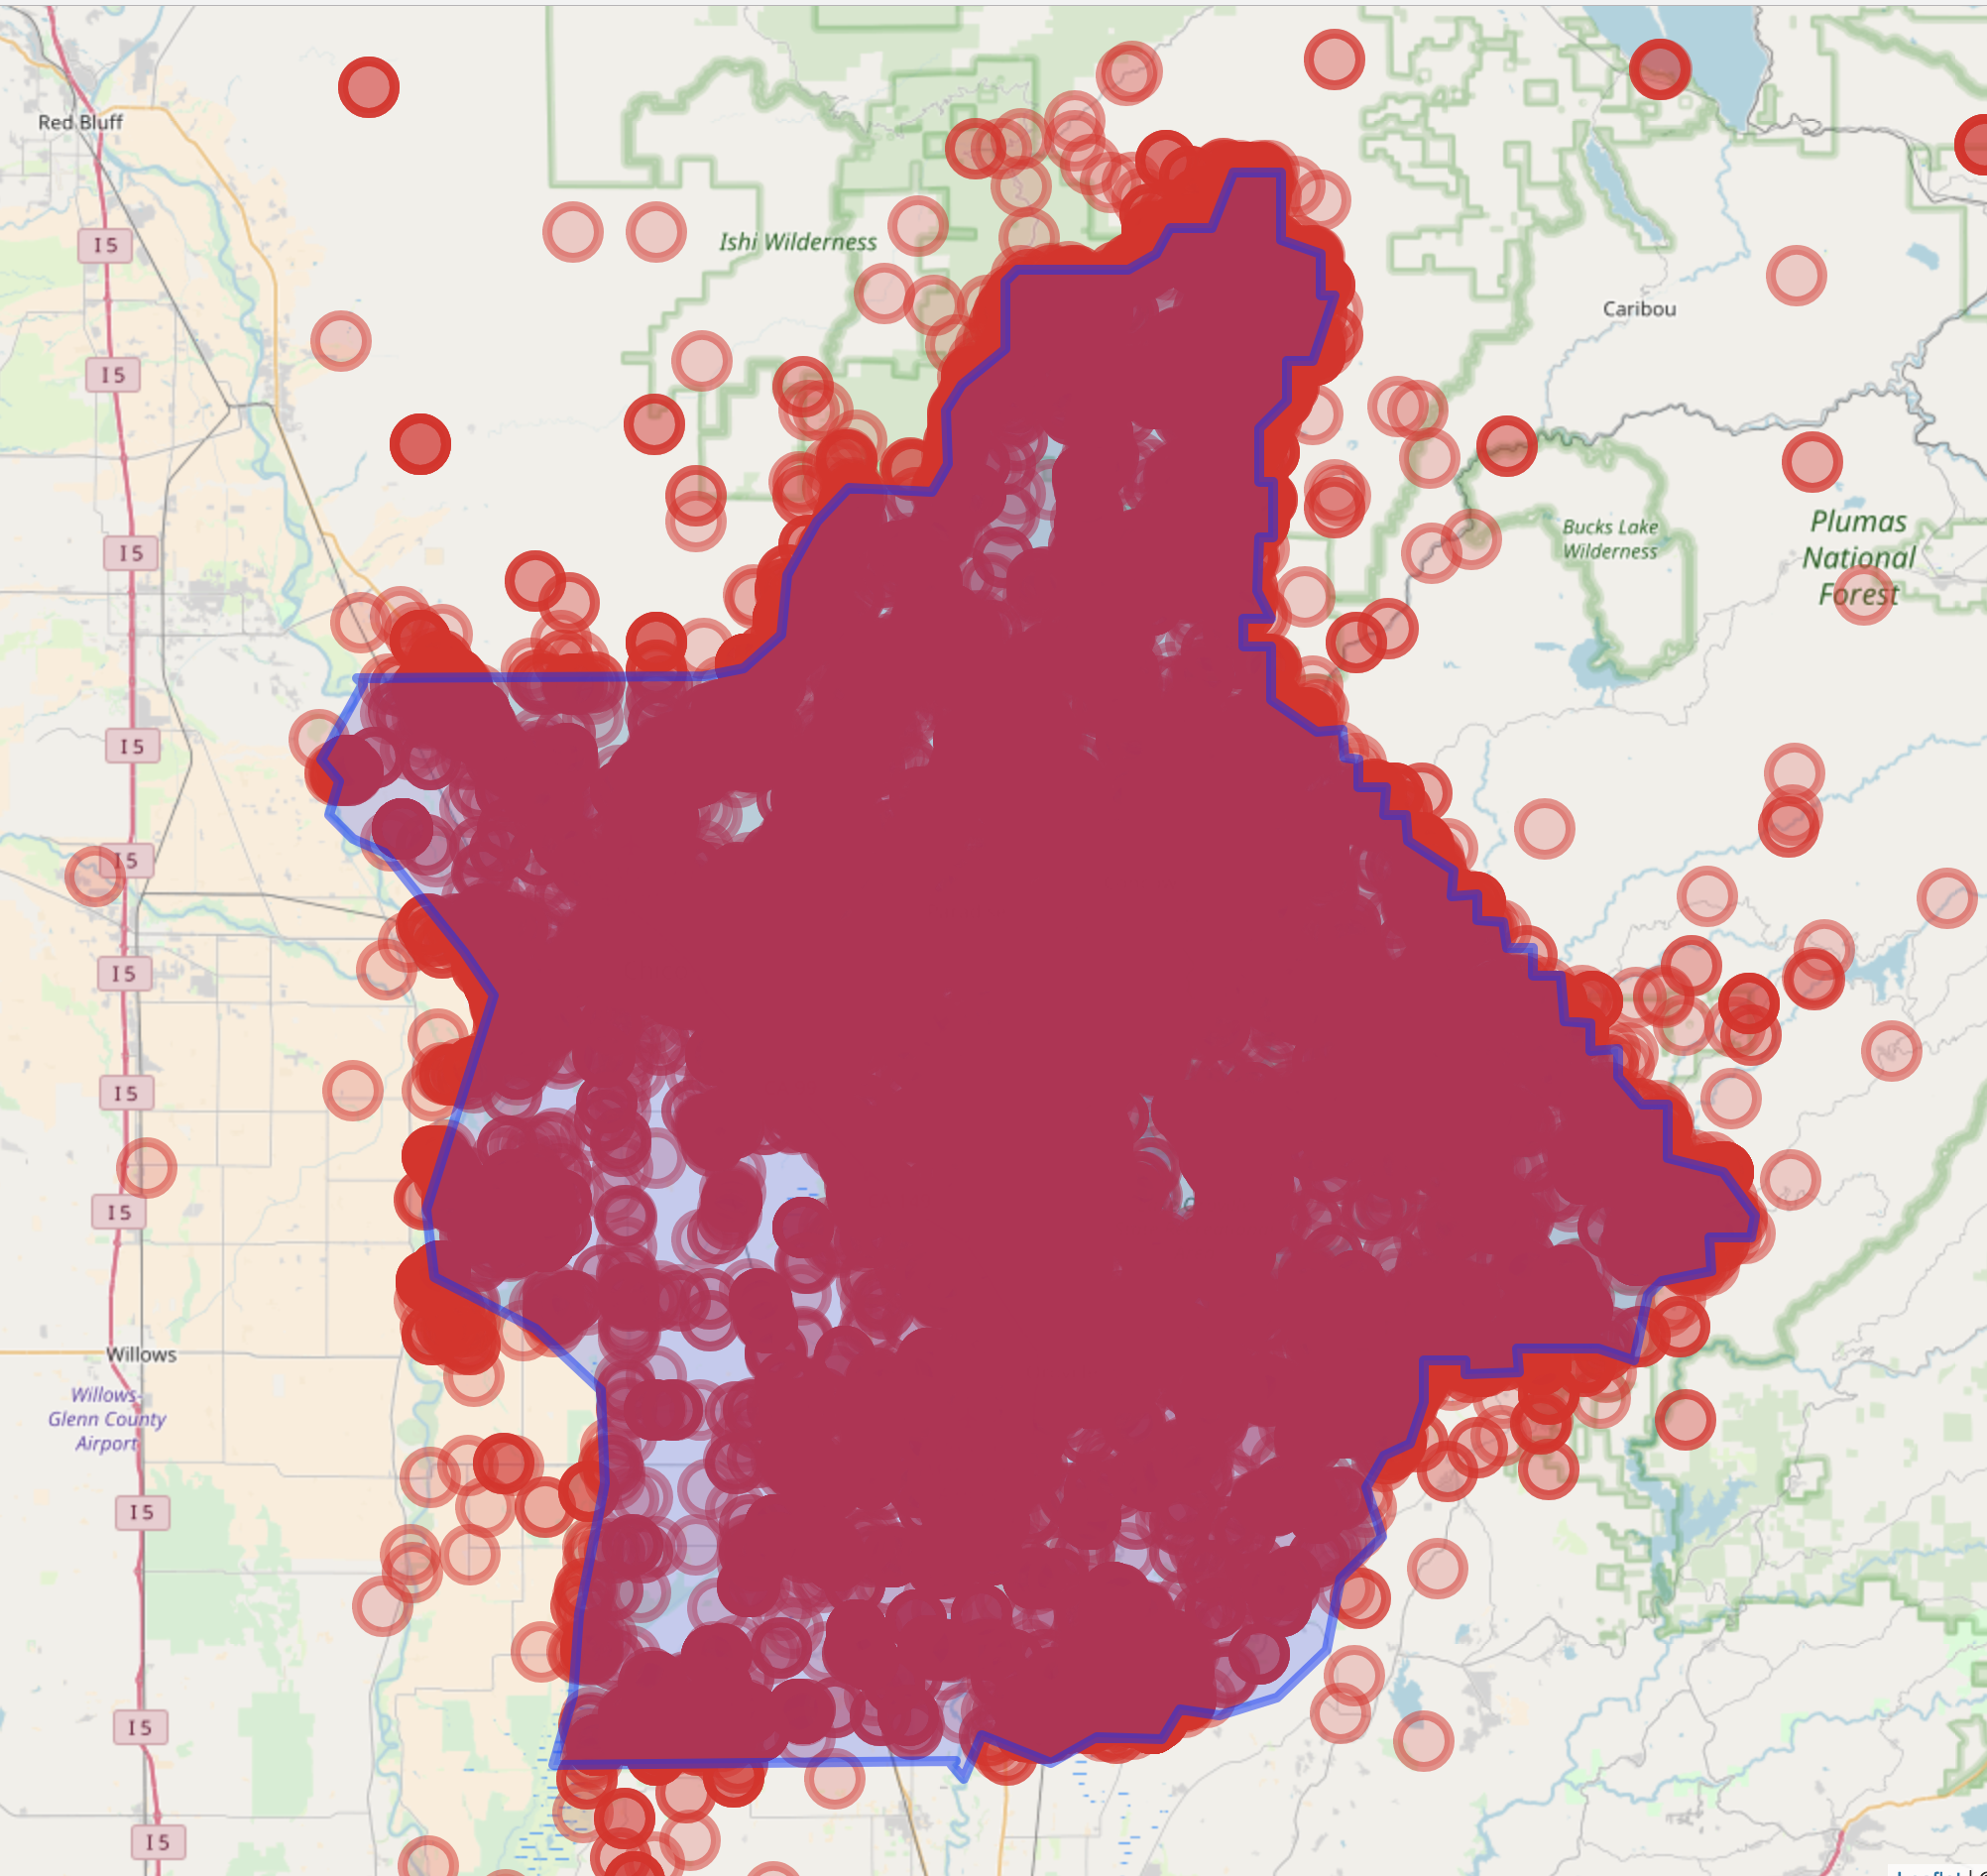 Red Bluff
I 5
Ishi Wilderness
Caribou
I 5
Plumas
National
Forest
Bucks Lake
Wilderness
I 5
I 5
I 5
I 5
I 5
I 5
Willows
Willows-
Glenn County
Airport
I 5
I 5
I 5